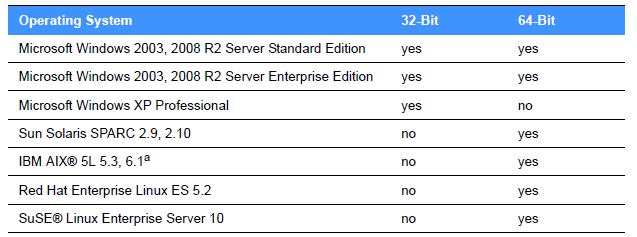 Operating System 32-Bit 64-Bit
Microsoft Windows 2003, 2008 R2 Server Standard Edition yes yes
Microsoft Windows 2003, 2008 R2 Server Enterprise Edition yes yes
Microsoft Windows XP Professional yes no
Sun Solaris SPARC 2.9, 2.10 no yes
IBM AIX® 5L 5.3, 6.1a no yes
Red Hat Enterprise Linux ES 5.2 no yes
SuSE® Linux Enterprise Server 10 no yes